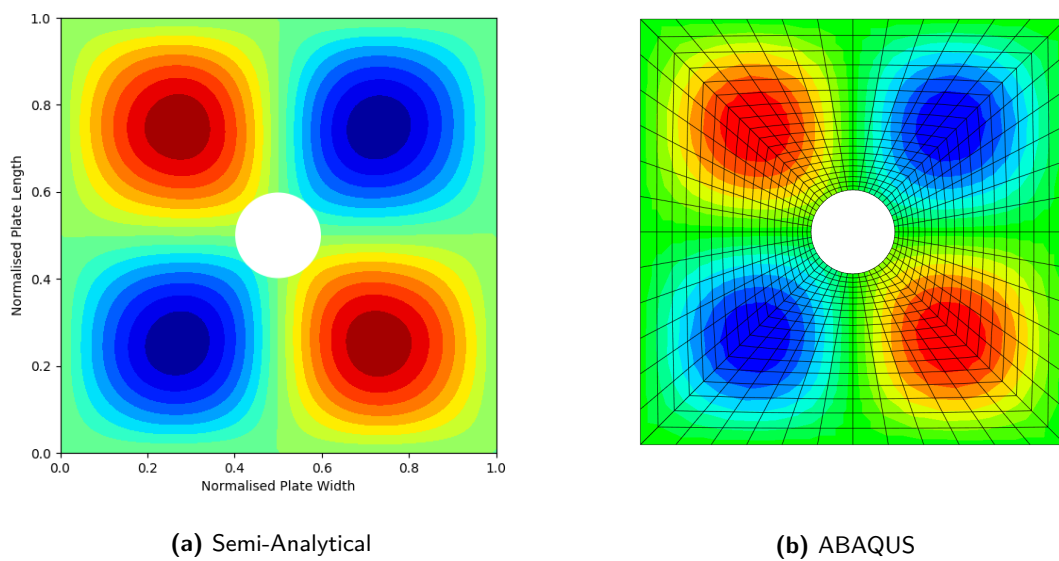 1.0
0.8
0.6
0.4
0.2
0.0
Normalised Plate Length
0.0 0.2 0.4 0.6 0.8 1.0
Normalised Plate Width
(a) Semi-Analytical
(b) ABAQUS